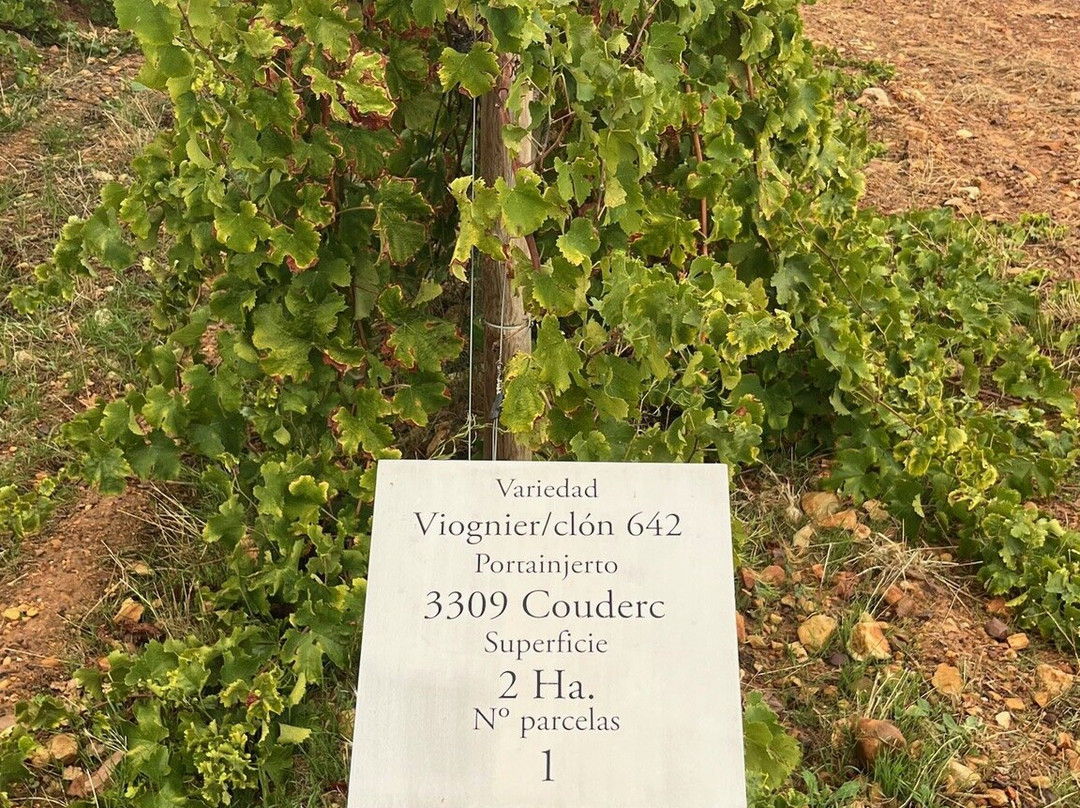 Variedad
Viognier/clón 642
Portainjerto
3309 Couderc
Superficie
2 Ha.
Nº parcelas
1